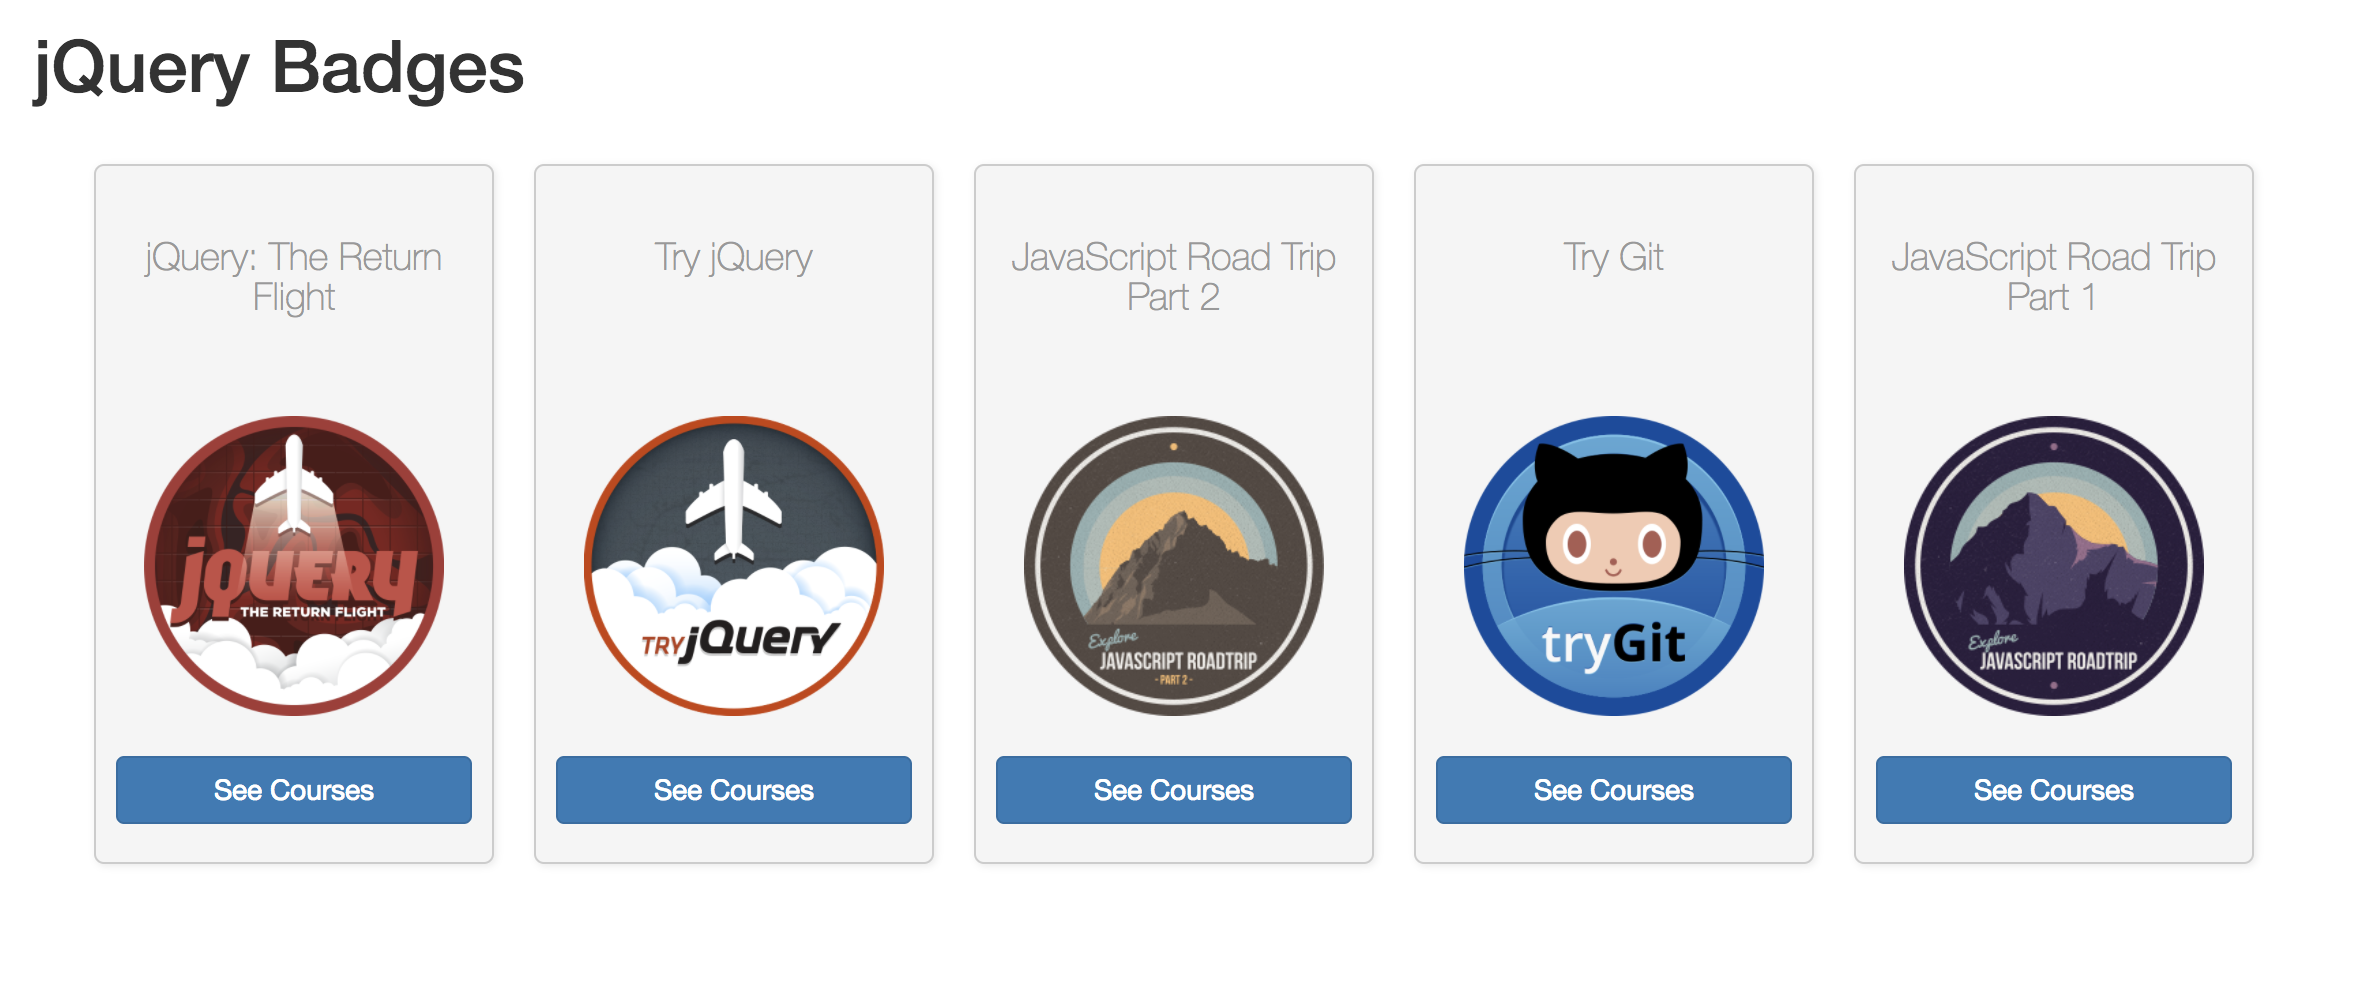 jQuery Badges
jQuery: The Return
Flight
jQUERY
THE RETURN FLIGHT
See Courses
Try jQuery
TRY jQuery
See Courses
JavaScript Road Trip
Part 2
Explore
JAVASCRIPT ROADTRIP
- PART 2 -
See Courses
Try Git
tryGit
See Courses
JavaScript Road Trip
Part 1
Explore
JAVASCRIPT ROADTRIP
See Courses